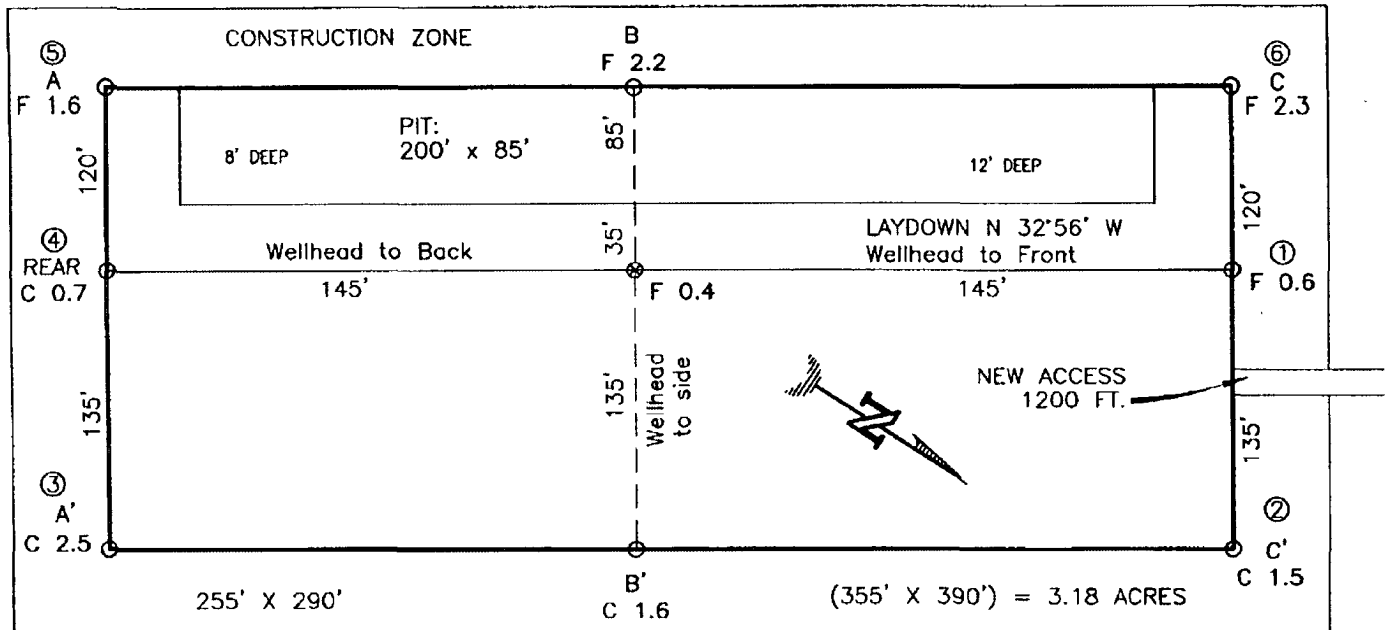 CONSTRUCTION ZONE
B
F 2.2
⑤
A
F 1.6
⑥
C
F 2.3
PIT:
200' x 85'
8' DEEP
12' DEEP
85'
120'
120'
35'
LAYDOWN N 32°56' W
Wellhead to Front
Wellhead to Back
④
REAR
C 0.7
①
F 0.6
145'
F 0.4
145'
135'
Wellhead
to side
135'
N
NEW ACCESS
1200 FT.
135'
③
A'
C 2.5
②
C'
C 1.5
B'
C 1.6
255' X 290'
(355' X 390') = 3.18 ACRES